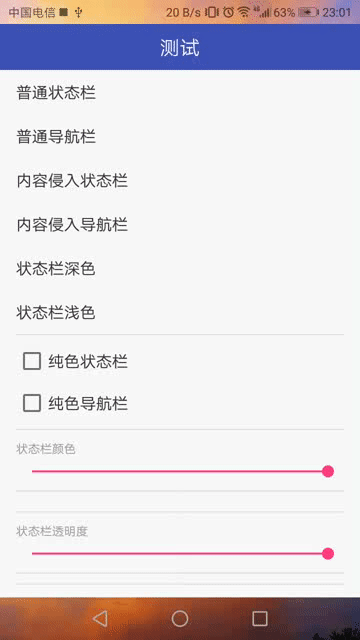 中国电信 20 B/s 46 63% 23:01
测试
普通状态栏
普通导航栏
内容侵入状态栏
内容侵入导航栏
状态栏深色
状态栏浅色
纯色状态栏
纯色导航栏
状态栏颜色
状态栏透明度